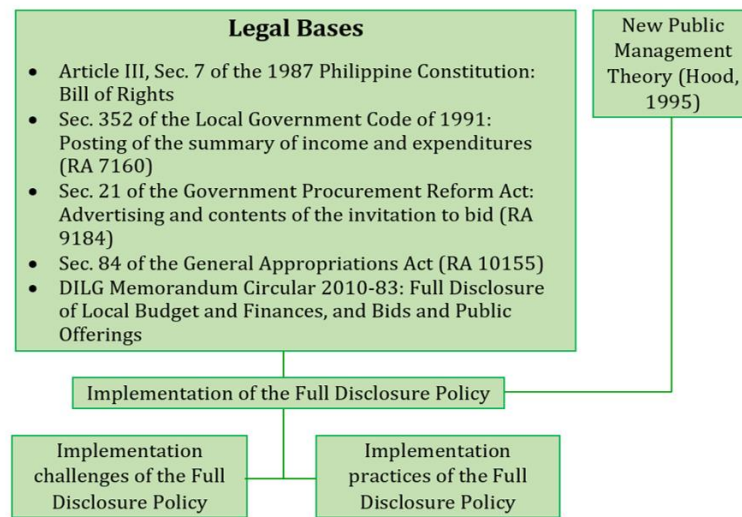 Legal Bases
• Article III, Sec. 7 of the 1987 Philippine Constitution:
Bill of Rights
• Sec. 352 of the Local Government Code of 1991:
Posting of the summary of income and expenditures
(RA 7160)
• Sec. 21 of the Government Procurement Reform Act:
Advertising and contents of the invitation to bid (RA
9184)
• Sec. 84 of the General Appropriations Act (RA 10155)
• DILG Memorandum Circular 2010-83: Full Disclosure
of Local Budget and Finances, and Bids and Public
Offerings
New Public
Management
Theory (Hood,
1995)
Implementation of the Full Disclosure Policy
Implementation
challenges of the Full
Disclosure Policy
Implementation
practices of the Full
Disclosure Policy